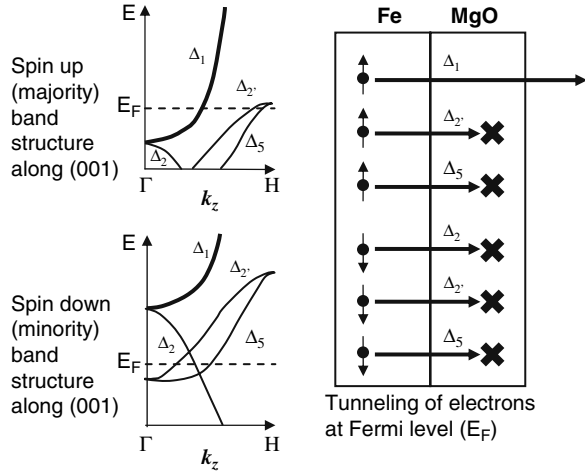 E
Δ1
Spin up
(majority)
band
structure
along (001)
EF
Δ2'
Δ2
Δ5
Γ
H
kz
E
Δ1
Spin down
(minority)
band
structure
along (001)
Δ2'
Δ2
Δ5
EF
Γ
H
kz
Fe MgO
Δ1
Δ2'
Δ5
Δ2
Δ2'
Δ5
Tunneling of electrons
at Fermi level (EF)